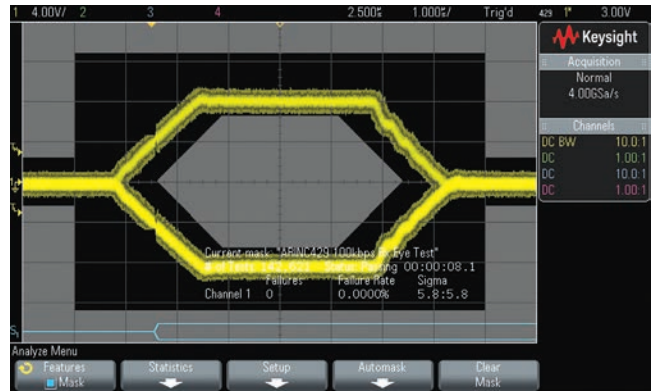 1 4.00V/ 2 3 4 2.500s 1.000s/ Trig'd 429 1 3.00V
Keysight
Acquisition
Normal
4.00GSa/s
Channels
DC BW 10.0:1
DC 1.00:1
DC 10.0:1
DC 1.00:1
Current mask: "ARINC429 100kbps Eye Test"
# of Tests: Status: 00:00:08.1
Failures Failure Rate Sigma
Channel 1 0 0.0000% 5.8:5.8
S1
Analyze Menu
Features Statistics Setup Automask Clear
Mask Mask